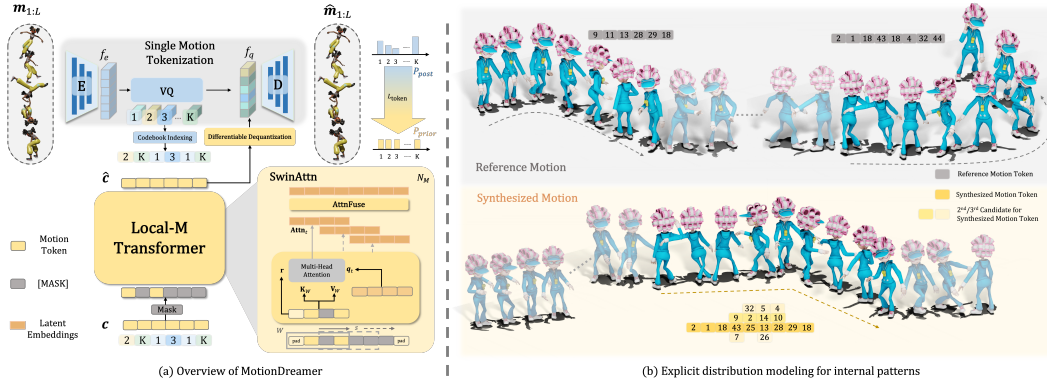 m1:L
m̂1:L
Single Motion
Tokenization
fe
fq
E
VQ
D
1 2 3 ··· K
Codebook Indexing
Differentiable Dequantization
2 K 1 3 1 K
1 2 3 ··· K
Ppost
Ltoken
Pprior
1 2 3 ··· K
ĉ
Local-M
Transformer
Motion
Token
[MASK]
Latent
Embeddings
Mask
c
2 K 1 3 1 K
SwinAttn
NM
AttnFuse
Attnt
Multi-Head
Attention
r
qt
KW
VW
W
s
pad
pad
(a) Overview of MotionDreamer
9 11 13 28 29 18
2 1 18 43 18 4 32 44
Reference Motion
Reference Motion Token
Synthesized Motion
Synthesized Motion Token
2nd/3rd Candidate for
Synthesized Motion Token
32 5 4
9 2 14 10
2 1 18 43 25 13 28 29 18
7 26
(b) Explicit distribution modeling for internal patterns